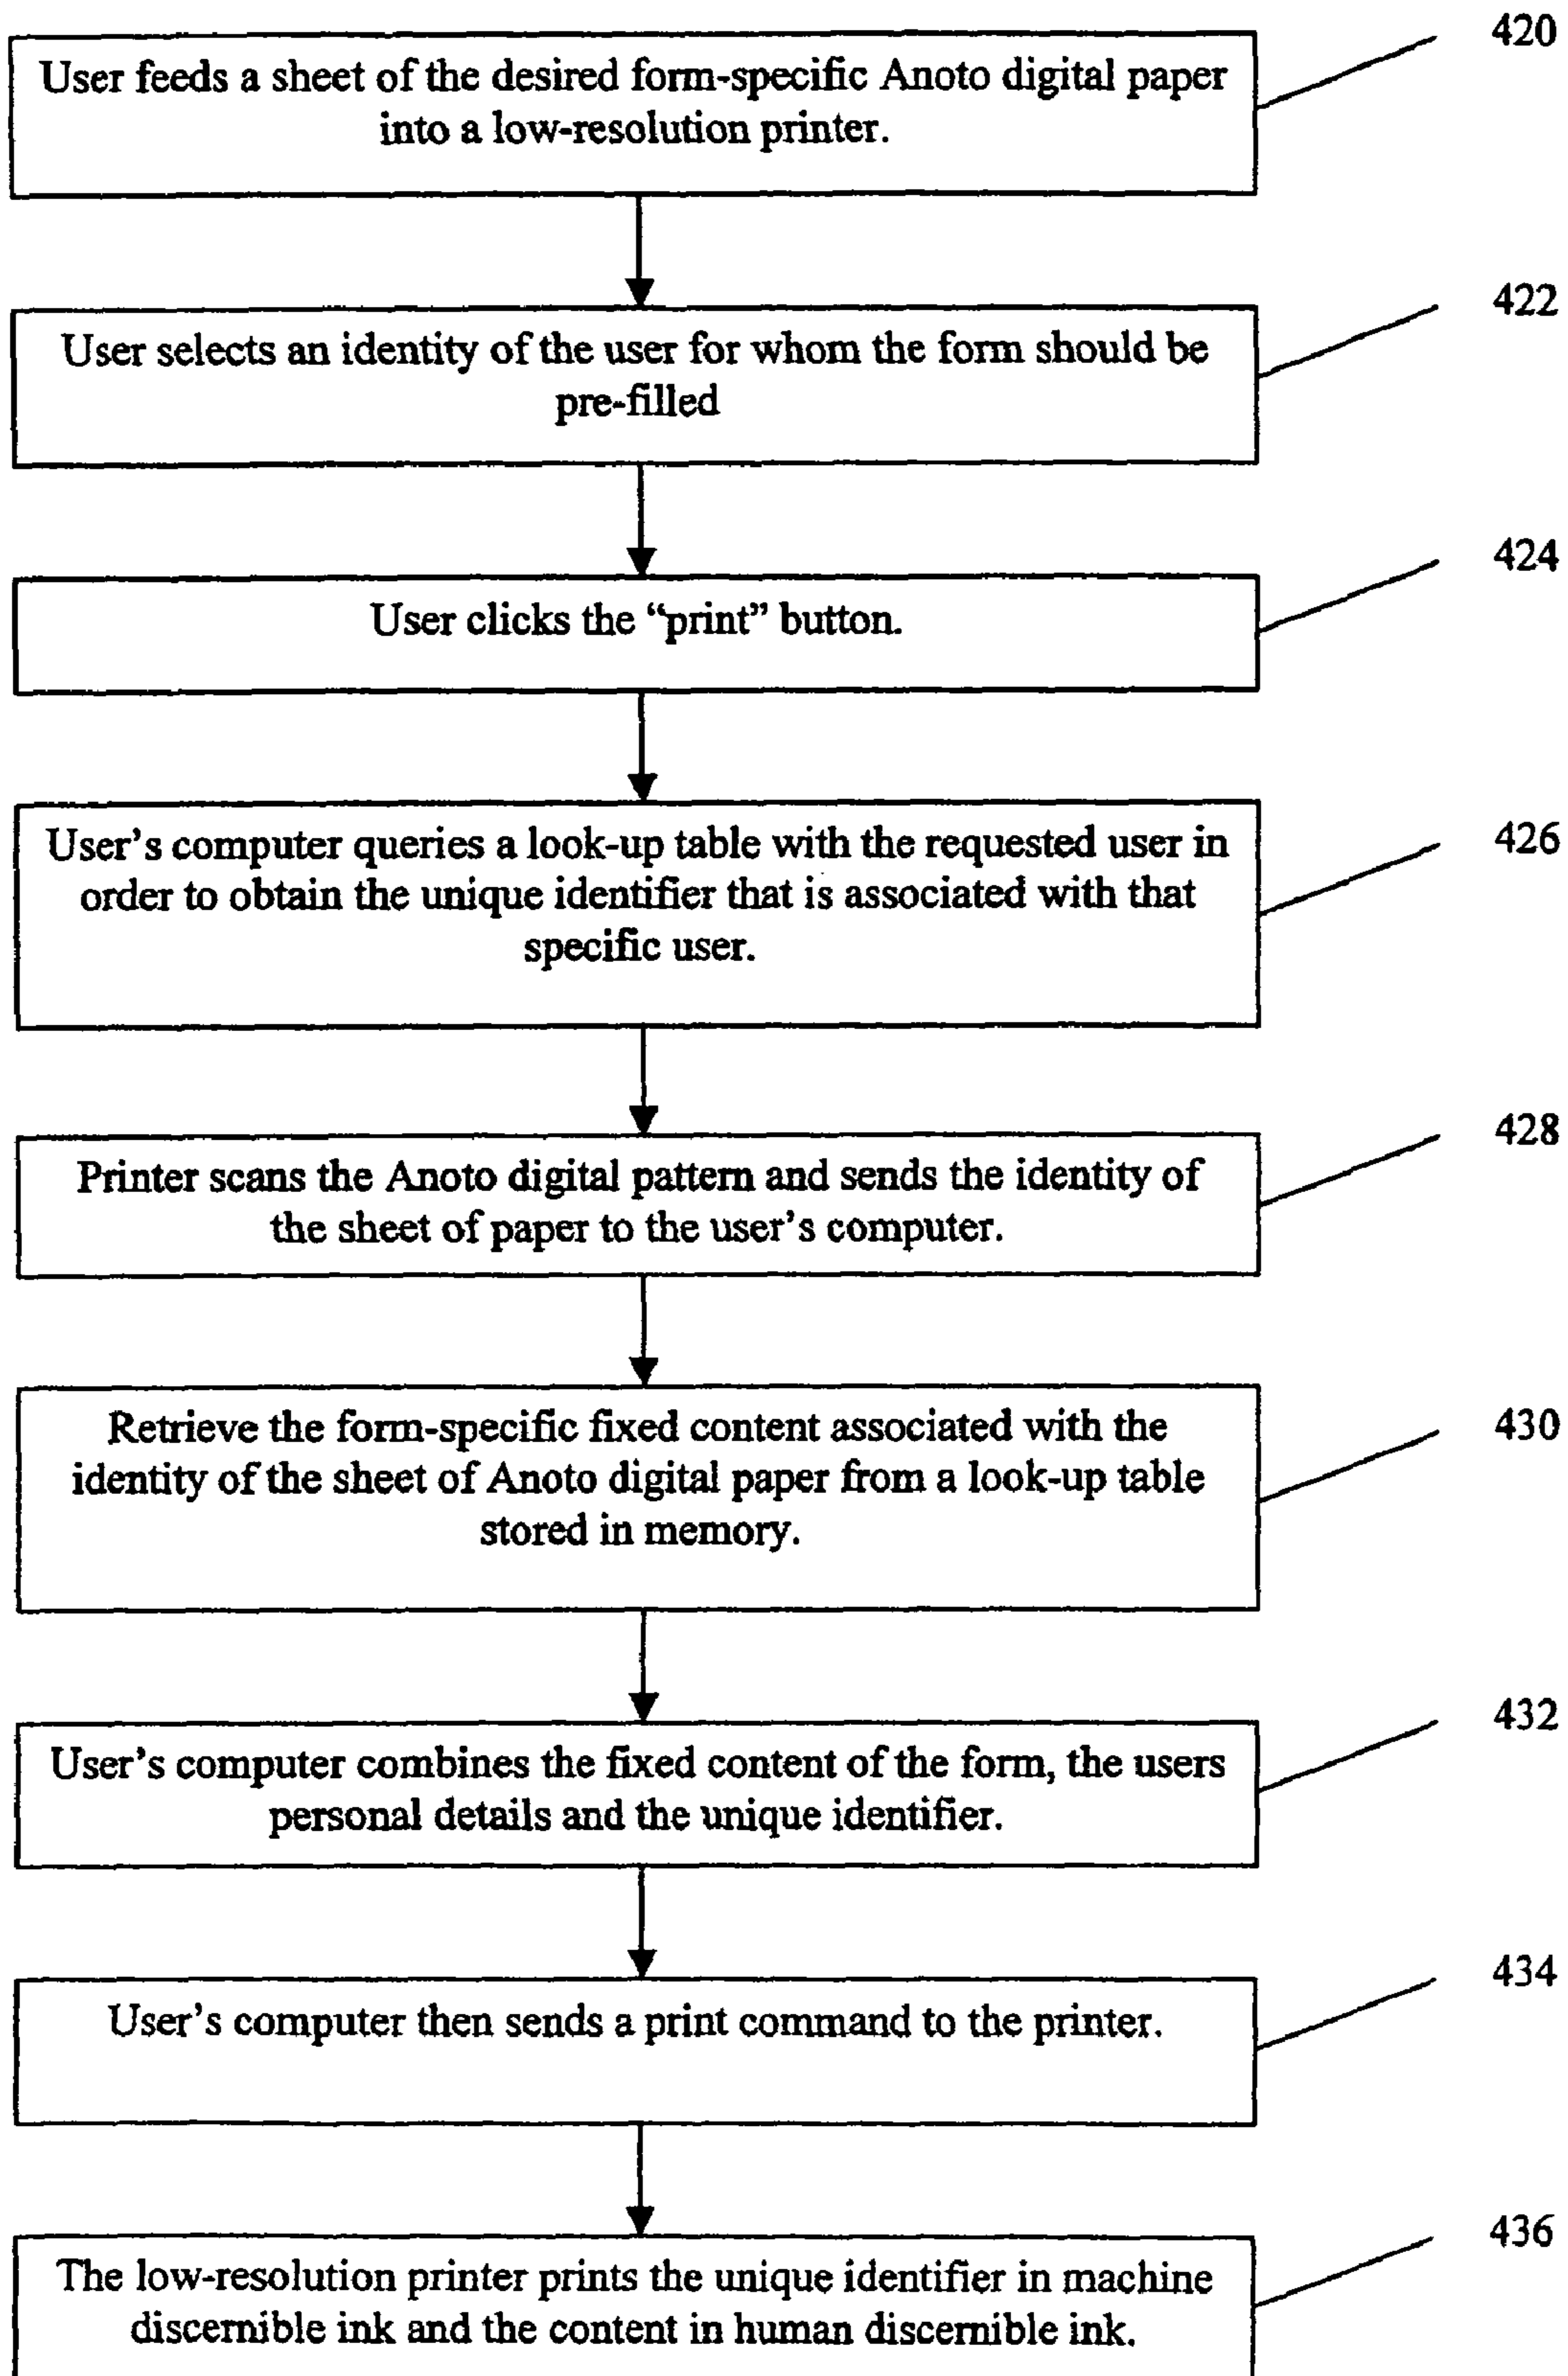 420
User feeds a sheet of the desired form-specific Anoto digital paper
into a low-resolution printer.
422
User selects an identity of the user for whom the form should be
pre-filled
424
User clicks the “print” button.
426
User’s computer queries a look-up table with the requested user in
order to obtain the unique identifier that is associated with that
specific user.
428
Printer scans the Anoto digital pattern and sends the identity of
the sheet of paper to the user’s computer.
430
Retrieve the form-specific fixed content associated with the
identity of the sheet of Anoto digital paper from a look-up table
stored in memory.
432
User’s computer combines the fixed content of the form, the users
personal details and the unique identifier.
434
User’s computer then sends a print command to the printer.
436
The low-resolution printer prints the unique identifier in machine
discernible ink and the content in human discernible ink.